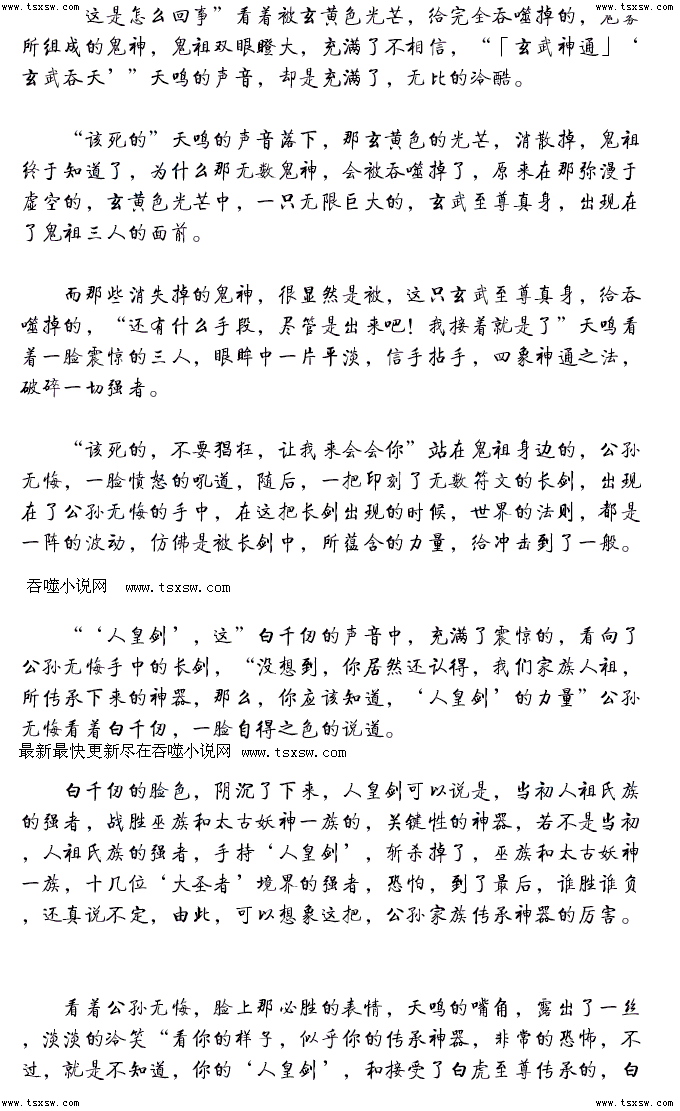 www.tsxsw.com www.tsxsw.com www.tsxsw.com
这是怎么回事”看着被玄黄色光芒，给完全吞噬掉的，鬼雾
所组成的鬼神，鬼祖双眼瞪大，充满了不相信，“「玄武神通」‘
玄武吞天’”天鸣的声音，却是充满了，无比的冷酷。
“该死的”天鸣的声音落下，那玄黄色的光芒，消散掉，鬼祖
终于知道了，为什么那无数鬼神，会被吞噬掉了，原来在那弥漫于
虚空的，玄黄色光芒中，一只无限巨大的，玄武至尊真身，出现在
了鬼祖三人的面前。
而那些消失掉的鬼神，很显然是被，这只玄武至尊真身，给吞
噬掉的，“还有什么手段，尽管是出来吧！我接着就是了”天鸣看
着一脸震惊的三人，眼眸中一片平淡，信手拈手，四象神通之法，
破碎一切强者。
“该死的，不要猖狂，让我来会会你”站在鬼祖身边的，公孙
无悔，一脸愤怒的吼道，随后，一把印刻了无数符文的长剑，出现
在了公孙无悔的手中，在这把长剑出现的时候，世界的法则，都是
一阵的波动，仿佛是被长剑中，所蕴含的力量，给冲击到了一般。
吞噬小说网 www.tsxsw.com
“‘人皇剑’，这”白千仞的声音中，充满了震惊的，看向了
公孙无悔手中的长剑，“没想到，你居然还认得，我们家族人祖，
所传承下来的神器，那么，你应该知道，‘人皇剑’的力量”公孙
无悔看着白千仞，一脸自得之色的说道。
最新最快更新尽在吞噬小说网 www.tsxsw.com
白千仞的脸色，阴沉了下来，人皇剑可以说是，当初人祖氏族
的强者，战胜巫族和太古妖神一族的，关键性的神器，若不是当初
，人祖氏族的强者，手持‘人皇剑’，斩杀掉了，巫族和太古妖神
一族，十几位‘大圣者’境界的强者，恐怕，到了最后，谁胜谁负
，还真说不定，由此，可以想象这把，公孙家族传承神器的厉害。
看着公孙无悔，脸上那必胜的表情，天鸣的嘴角，露出了一丝
，淡淡的冷笑“看你的样子，似乎你的传承神器，非常的恐怖，不
过，就是不知道，你的‘人皇剑’，和接受了白虎至尊传承的，白
www.tsxsw.com www.tsxsw.com www.tsxsw.com